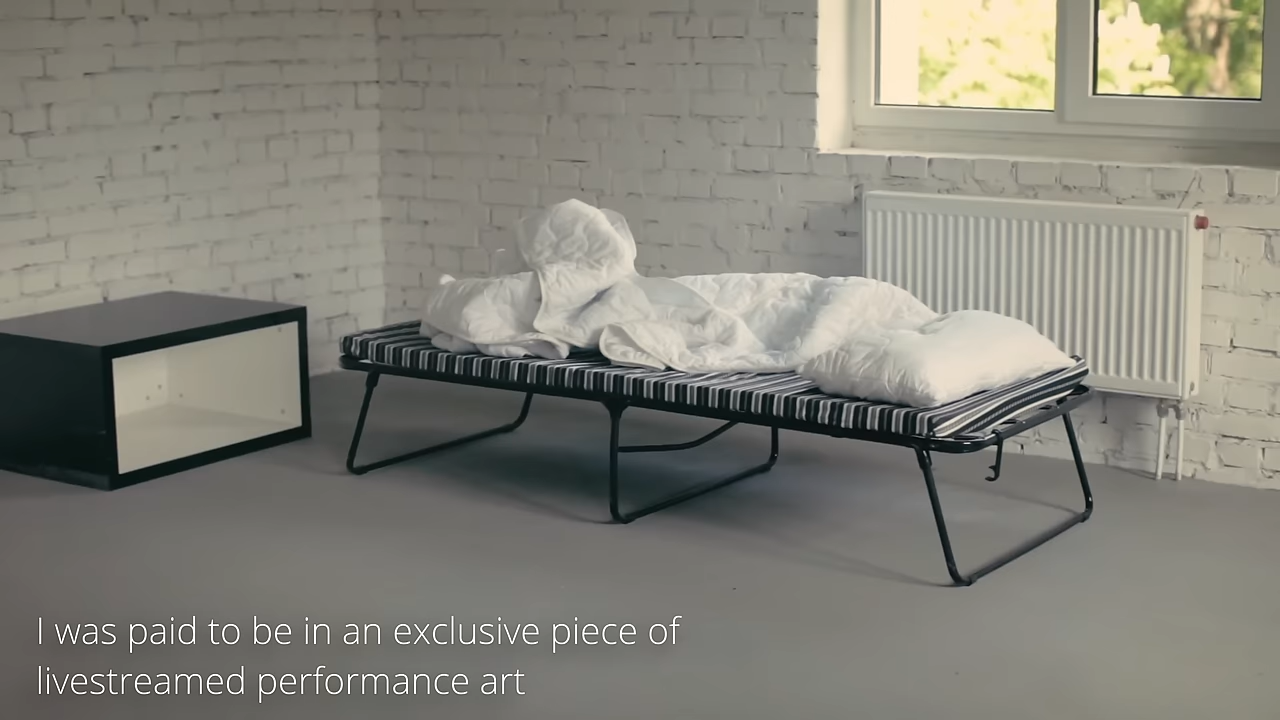 I was paid to be in an exclusive piece of
livestreamed performance art